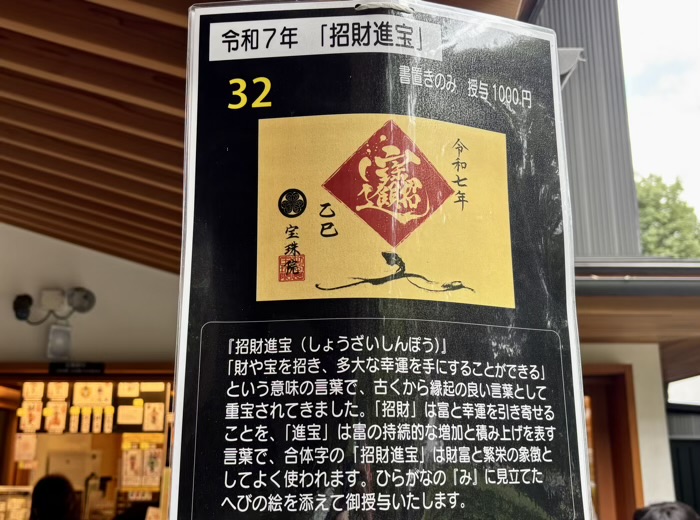 令和7年 「招財進宝」
32
書置きのみ 授与1000円
招財進宝
令和七年
乙巳
宝珠院
『招財進宝（しょうざいしんぽう）』
「財や宝を招き、多大な幸運を手にすることができる」
という意味の言葉で、古くから縁起の良い言葉として
重宝されてきました。「招財」は富と幸運を引き寄せる
ことを、「進宝」は富の持続的な増加と積み上げを表す
言葉で、合体字の「招財進宝」は財富と繁栄の象徴と
してよく使われます。ひらがなの「み」に見立てた
へびの絵を添えて御授与いたします。